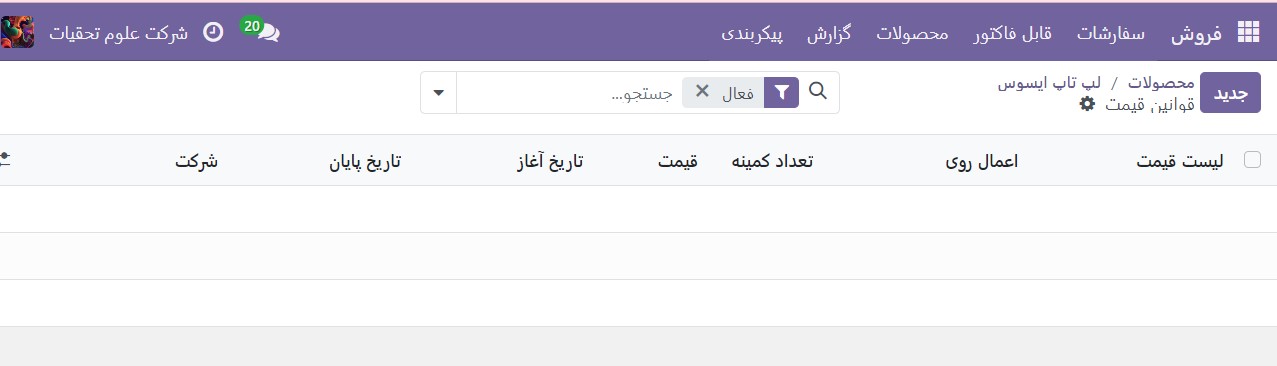 فروش سفارشات قابل فاکتور محصولات گزارش پیکربندی 20 شرکت علوم تحقیات
جدید محصولات / لپ تاپ ایسوس
قوانین قیمت
فعال جستجو...
لیست قیمت اعمال روی تعداد کمینه قیمت تاریخ آغاز تاریخ پایان شرکت